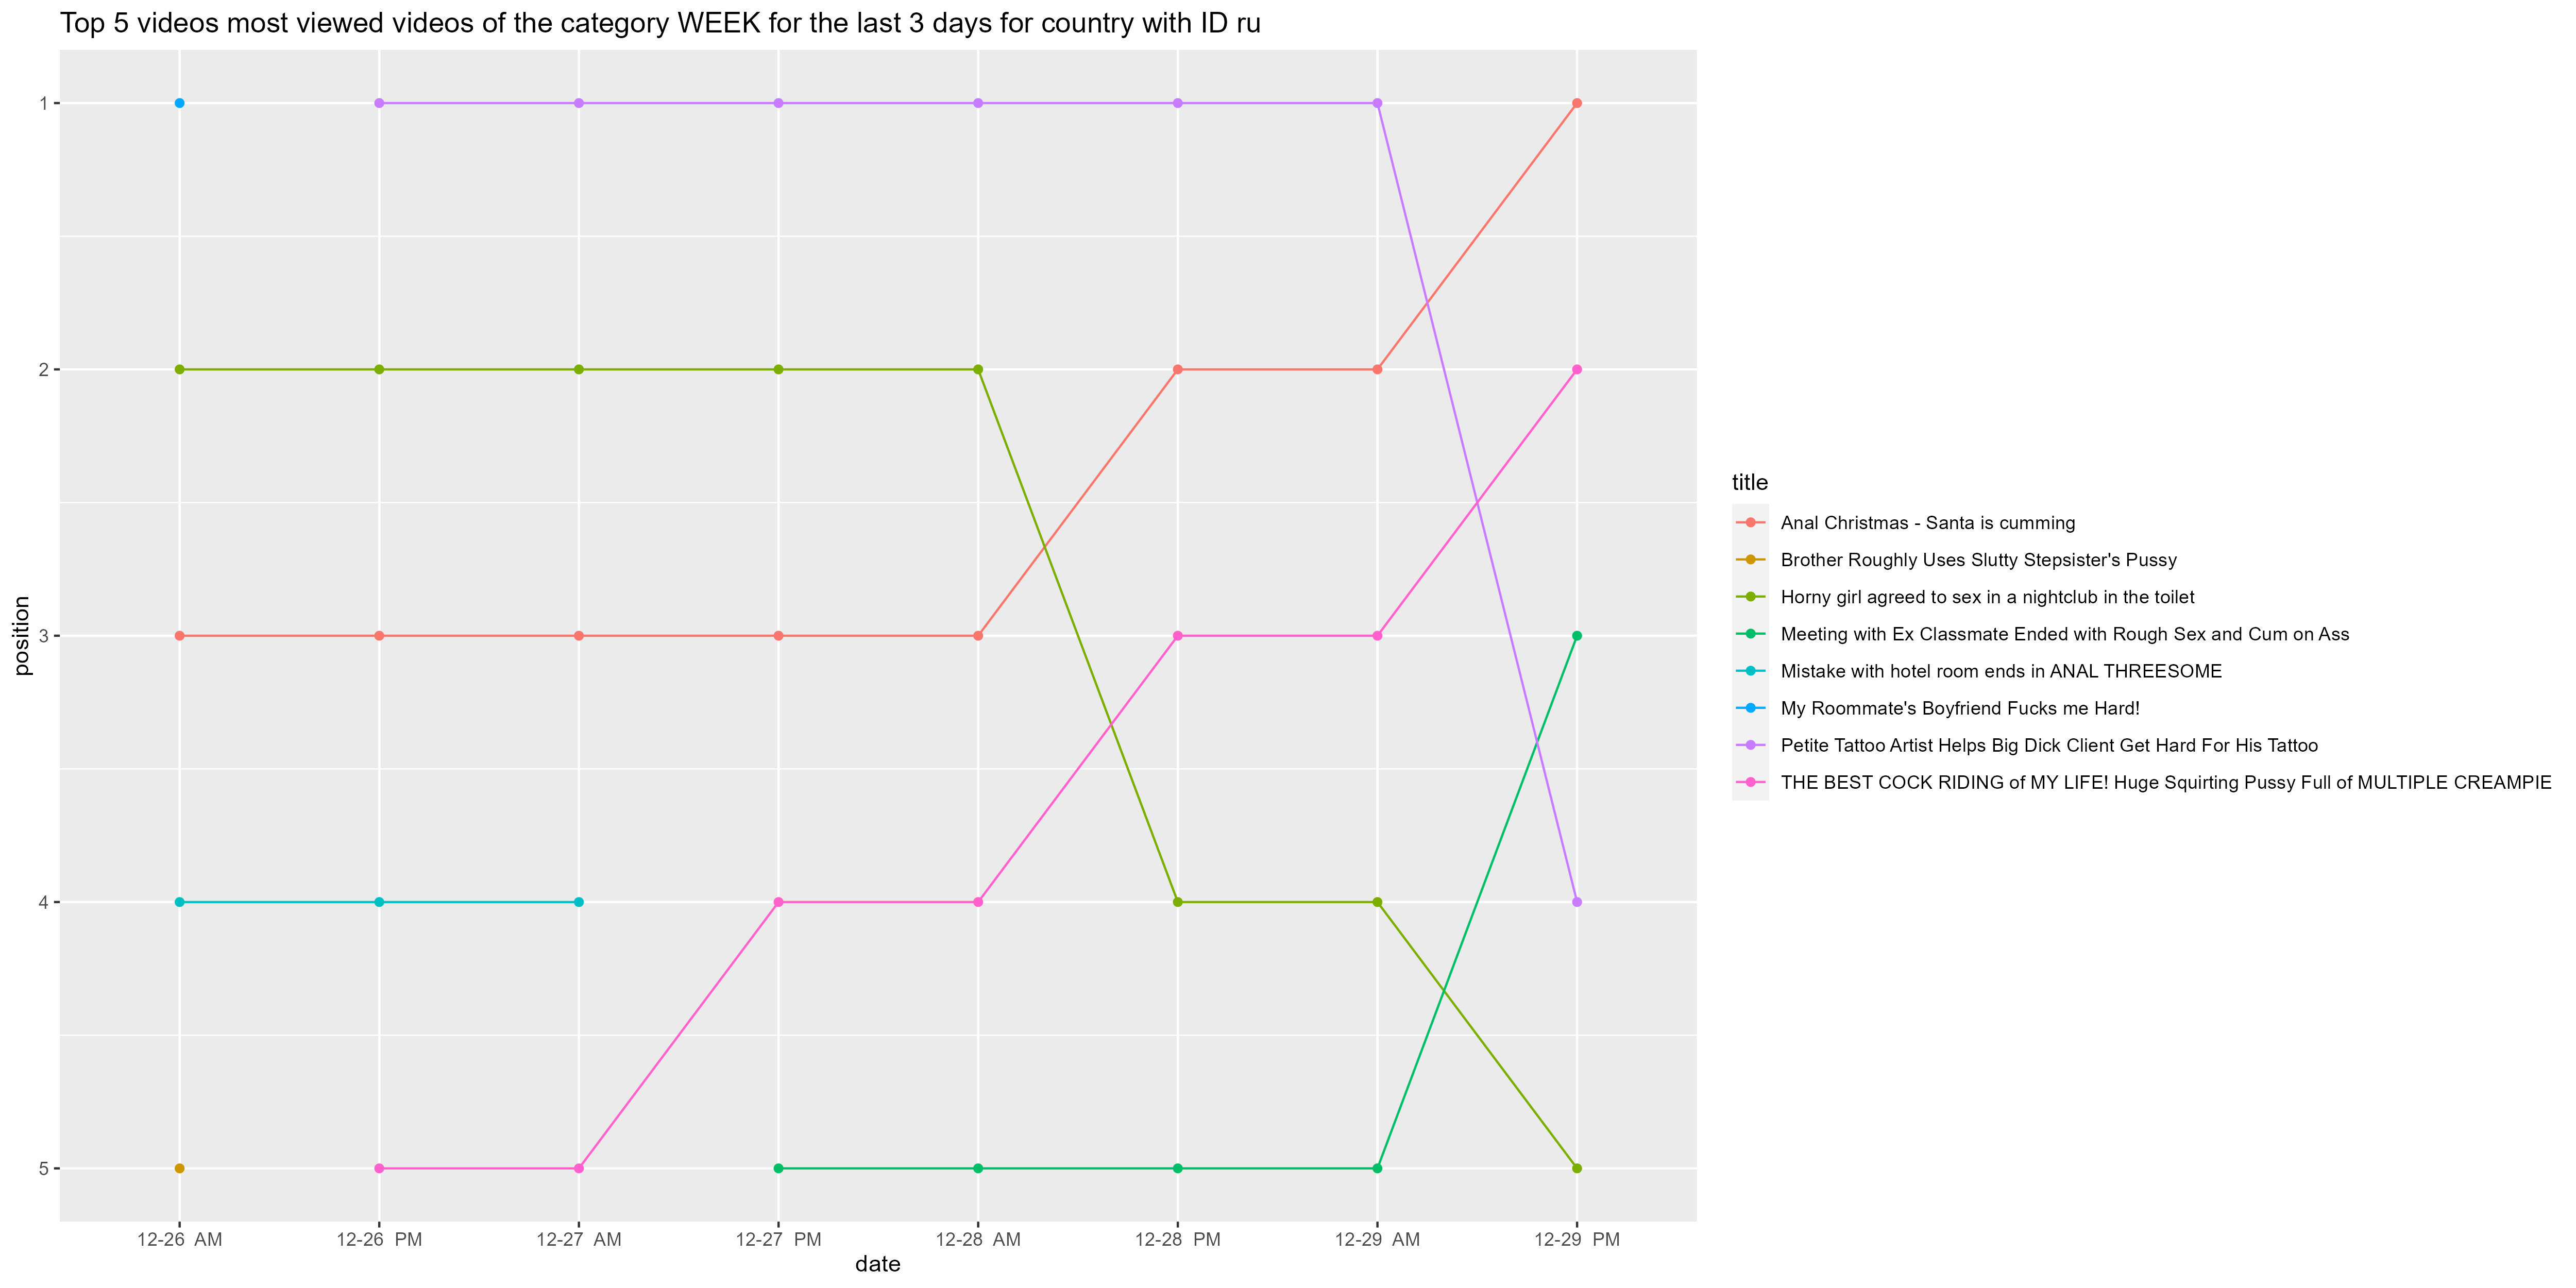 Top 5 videos most viewed videos of the category WEEK for the last 3 days for country with ID ru
position
1
2
3
4
5
12-26 AM
12-26 PM
12-27 AM
12-27 PM
12-28 AM
12-28 PM
12-29 AM
12-29 PM
date
title
Anal Christmas - Santa is cumming
Brother Roughly Uses Slutty Stepsister's Pussy
Horny girl agreed to sex in a nightclub in the toilet
Meeting with Ex Classmate Ended with Rough Sex and Cum on Ass
Mistake with hotel room ends in ANAL THREESOME
My Roommate's Boyfriend Fucks me Hard!
Petite Tattoo Artist Helps Big Dick Client Get Hard For His Tattoo
THE BEST COCK RIDING of MY LIFE! Huge Squirting Pussy Full of MULTIPLE CREAMPIE